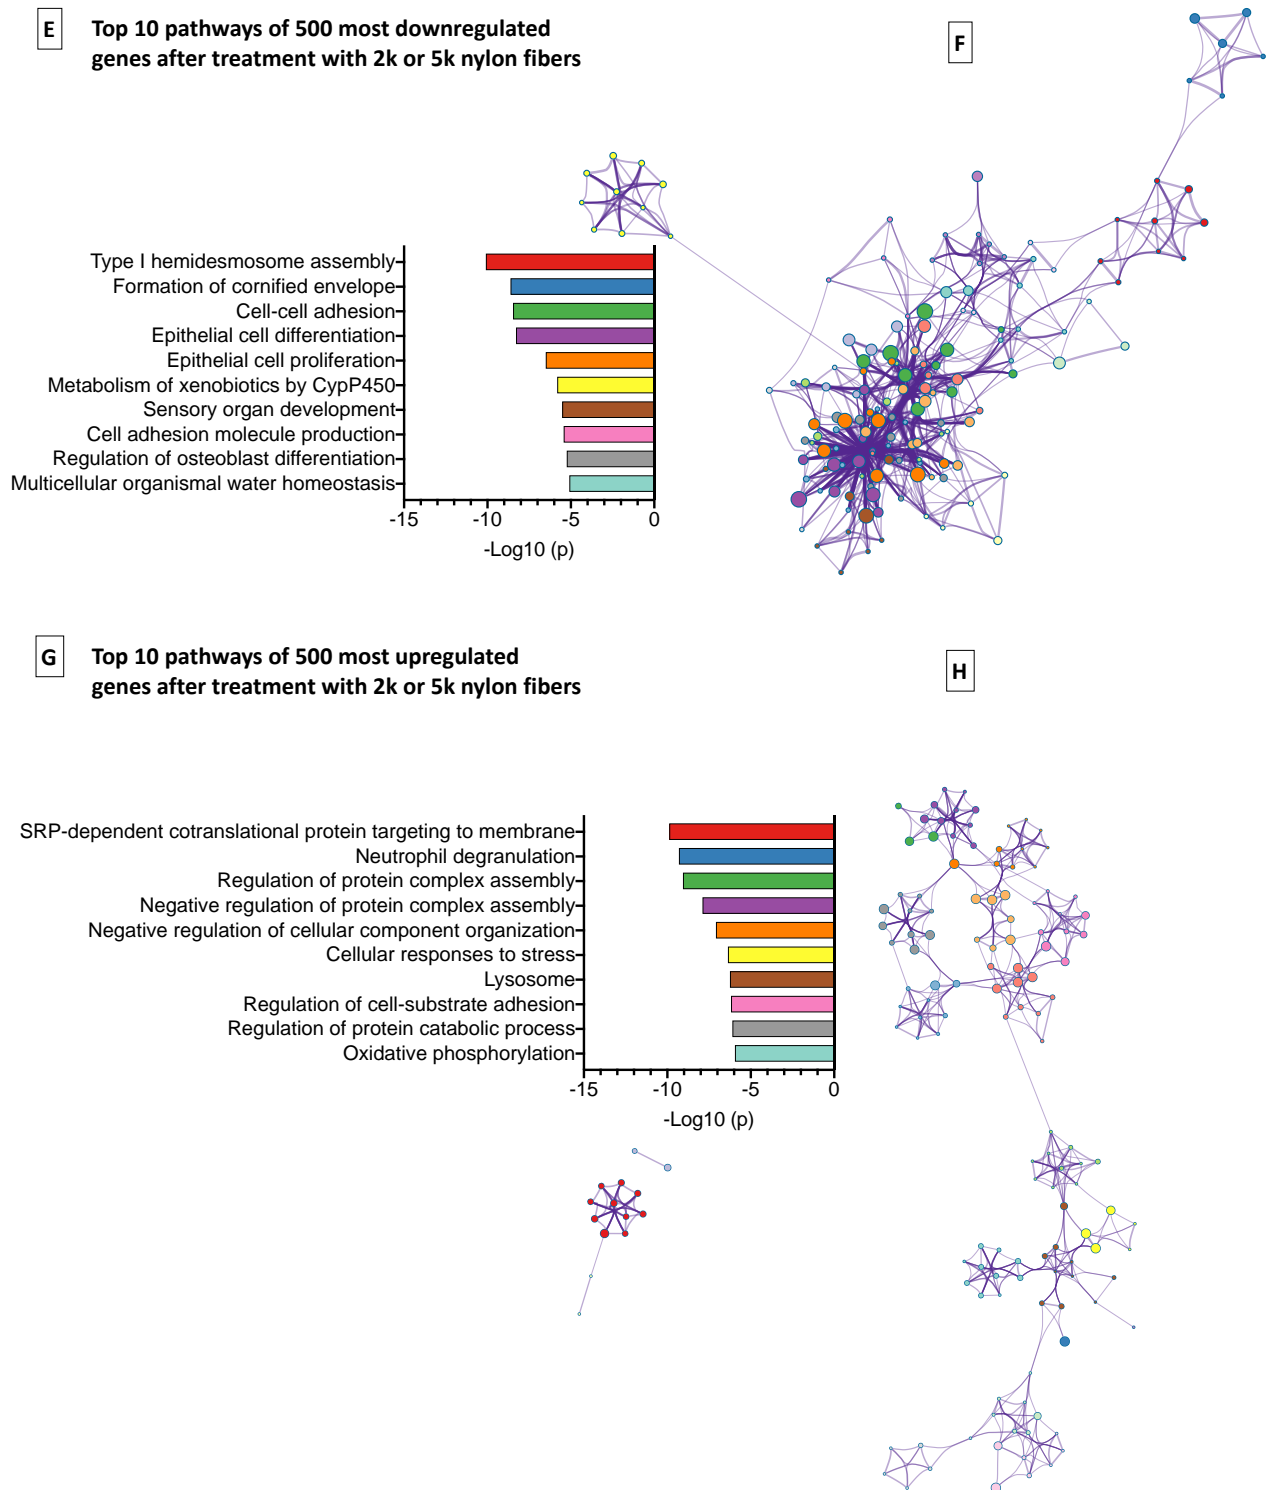 E
Top 10 pathways of 500 most downregulated
genes after treatment with 2k or 5k nylon fibers
F
Type I hemidesmosome assembly
Formation of cornified envelope
Cell-cell adhesion
Epithelial cell differentiation
Epithelial cell proliferation
Metabolism of xenobiotics by CypP450
Sensory organ development
Cell adhesion molecule production
Regulation of osteoblast differentiation
Multicellular organismal water homeostasis
-15 -10 -5 0
-Log10 (p)
G
Top 10 pathways of 500 most upregulated
genes after treatment with 2k or 5k nylon fibers
H
SRP-dependent cotranslational protein targeting to membrane
Neutrophil degranulation
Regulation of protein complex assembly
Negative regulation of protein complex assembly
Negative regulation of cellular component organization
Cellular responses to stress
Lysosome
Regulation of cell-substrate adhesion
Regulation of protein catabolic process
Oxidative phosphorylation
-15 -10 -5 0
-Log10 (p)